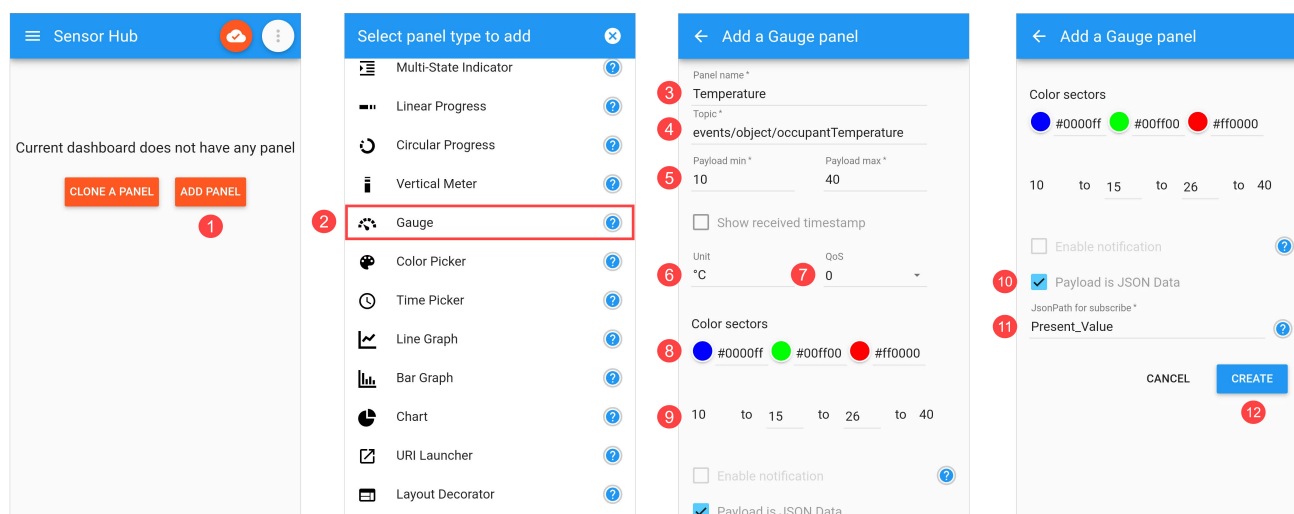 Sensor Hub
Current dashboard does not have any panel
CLONE A PANEL ADD PANEL
1
Select panel type to add
Multi-State Indicator ?
Linear Progress ?
Circular Progress ?
Vertical Meter ?
2 Gauge ?
Color Picker ?
Time Picker ?
Line Graph ?
Bar Graph ?
Chart ?
URI Launcher ?
Layout Decorator ?
Add a Gauge panel
Panel name *
3 Temperature
Topic *
4 events/object/occupantTemperature
Payload min * Payload max *
5 10 40
Show received timestamp
Unit QoS
6 °C 7 0
Color sectors
8 #0000ff #00ff00 #ff0000
9 10 to 15 to 26 to 40
Enable notification ?
Payload is JSON Data
Add a Gauge panel
Color sectors
#0000ff #00ff00 #ff0000
10 to 15 to 26 to 40
Enable notification ?
10 Payload is JSON Data
JsonPath for subscribe *
11 Present_Value ?
CANCEL CREATE
12